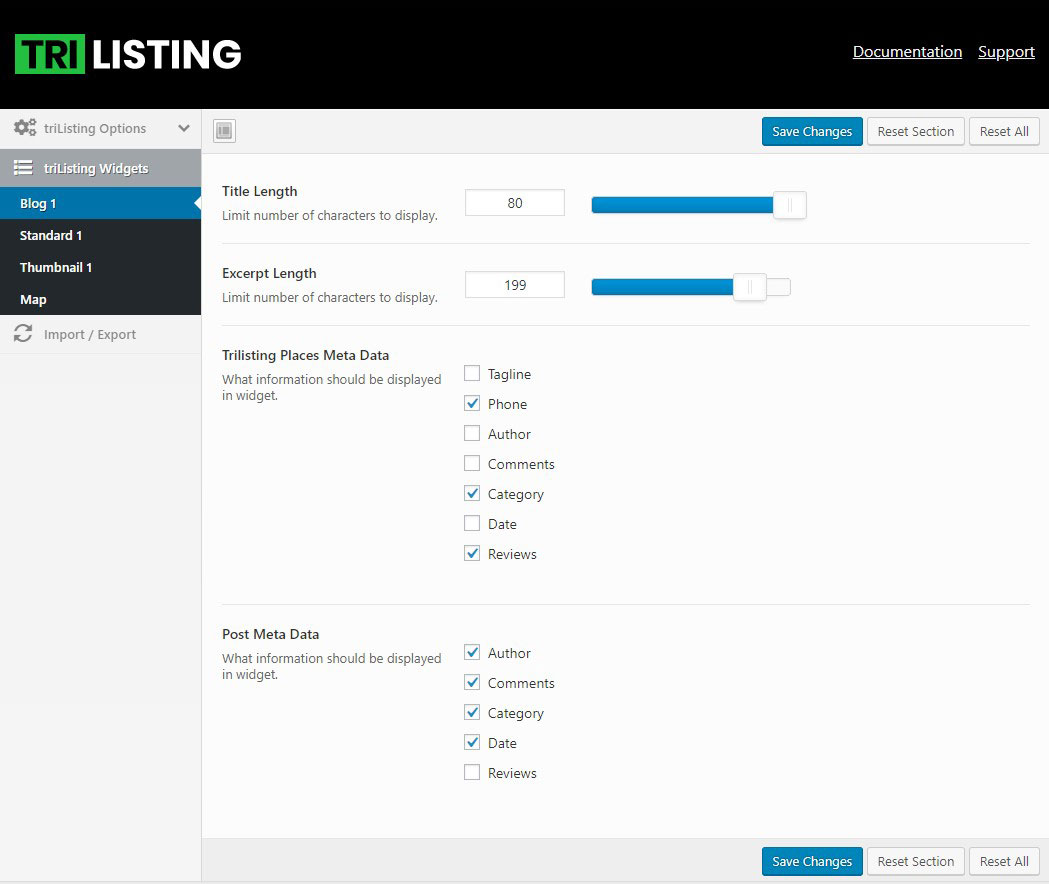 TRI LISTING
Documentation Support
triListing Options
Save Changes Reset Section Reset All
triListing Widgets
Blog 1
Standard 1
Thumbnail 1
Map
Import / Export
Title Length
Limit number of characters to display.
80
Excerpt Length
Limit number of characters to display.
199
Trilisting Places Meta Data
What information should be displayed
in widget.
Tagline
Phone
Author
Comments
Category
Date
Reviews
Post Meta Data
What information should be displayed
in widget.
Author
Comments
Category
Date
Reviews
Save Changes Reset Section Reset All